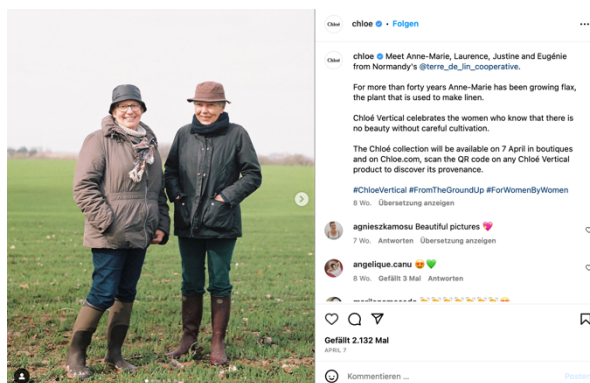 Chloé
chloe • Folgen
Chloé
chloe Meet Anne-Marie, Laurence, Justine and Eugénie
from Normandy's @terre_de_lin_cooperative.
For more than forty years Anne-Marie has been growing flax,
the plant that is used to make linen.
Chloé Vertical celebrates the women who know that there is
no beauty without careful cultivation.
The Chloé collection will be available on 7 April in boutiques
and on Chloe.com, scan the QR code on any Chloé Vertical
product to discover its provenance.
#ChloeVertical #FromTheGroundUp #ForWomenByWomen
8 Wo. Übersetzung anzeigen
agnieszkamosu Beautiful pictures
7 Wo. Antworten Übersetzung anzeigen
angelique.canu
8 Wo. Gefällt 3 Mal Antworten
Gefällt 2.132 Mal
APRIL 7
Kommentieren ...
Posten